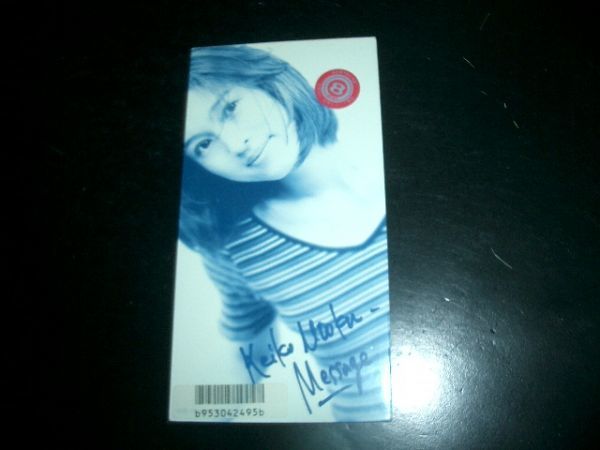 Keiko Utoku -
Message
b953042495b